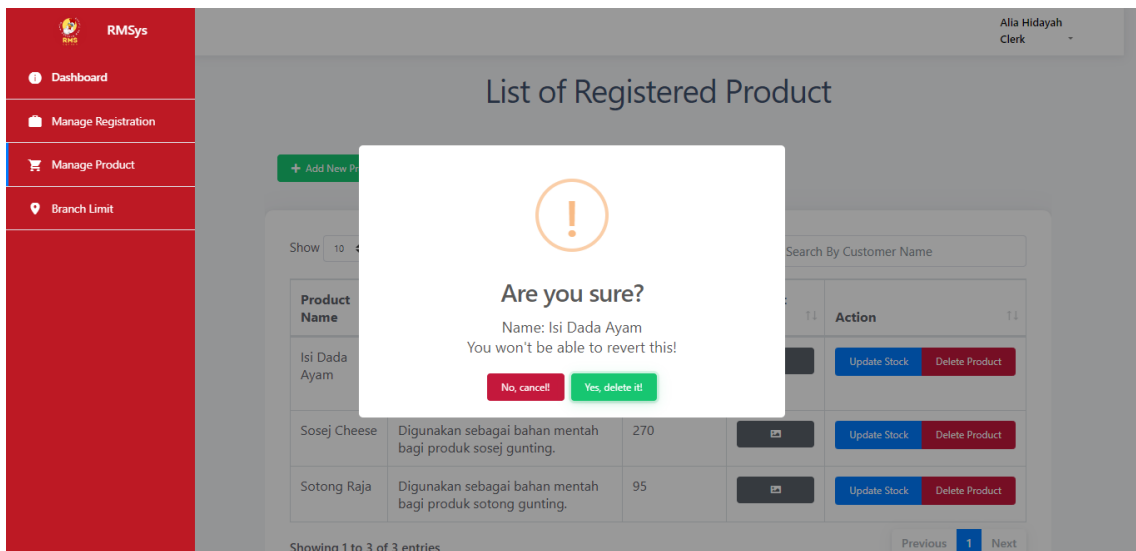 RMS
RMSys
Alia Hidayah
Clerk
Dashboard
Manage Registration
Manage Product
Branch Limit
List of Registered Product
+ Add New
Show 10
Search By Customer Name
Product
Name
Action
Isi Dada
Ayam
Update Stock Delete Product
!
Are you sure?
Name: Isi Dada Ayam
You won't be able to revert this!
No, cancel! Yes, delete it!
Sosej Cheese
Digunakan sebagai bahan mentah
bagi produk sosej gunting.
270
Update Stock Delete Product
Sotong Raja
Digunakan sebagai bahan mentah
bagi produk sotong gunting.
95
Update Stock Delete Product
Showing 1 to 3 of 3 entries
Previous 1 Next